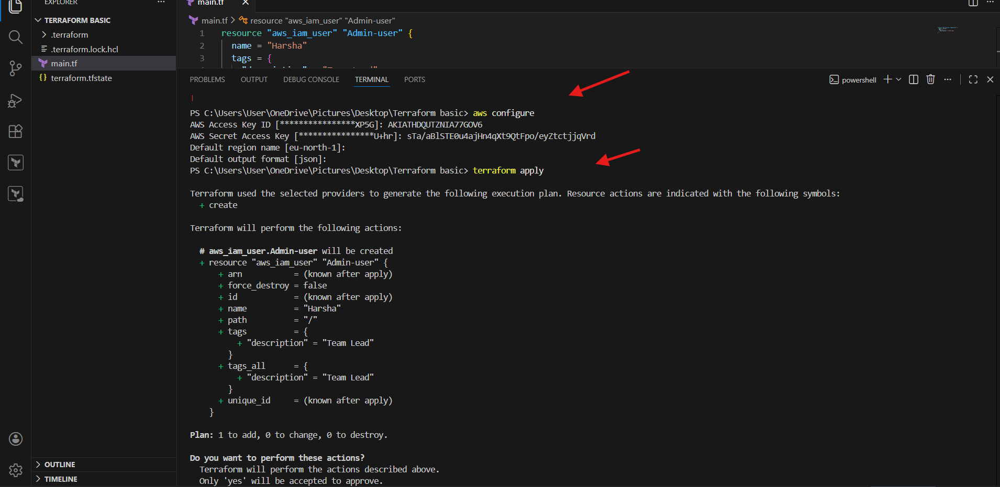 EXPLORER
TERRAFORM BASIC
.terraform
.terraform.lock.hcl
main.tf
terraform.tfstate
OUTLINE
TIMELINE
main.tf
main.tf > resource "aws_iam_user" "Admin-user"
1 resource "aws_iam_user" "Admin-user" {
2 name = "Harsha"
3 tags = {
PROBLEMS OUTPUT DEBUG CONSOLE TERMINAL PORTS
powershell
PS C:\Users\User\OneDrive\Pictures\Desktop\Terraform basic> aws configure
AWS Access Key ID [****************XP5G]: AKIATHDQUTZNIA77GOV6
AWS Secret Access Key [****************U+hr]: 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
Default region name [eu-north-1]:
Default output format [json]:
PS C:\Users\User\OneDrive\Pictures\Desktop\Terraform basic> terraform apply
Terraform used the selected providers to generate the following execution plan. Resource actions are indicated with the following symbols:
+ create
Terraform will perform the following actions:
# aws_iam_user.Admin-user will be created
+ resource "aws_iam_user" "Admin-user" {
+ arn = (known after apply)
+ force_destroy = false
+ id = (known after apply)
+ name = "Harsha"
+ path = "/"
+ tags = {
+ "description" = "Team Lead"
}
+ tags_all = {
+ "description" = "Team Lead"
}
+ unique_id = (known after apply)
}
Plan: 1 to add, 0 to change, 0 to destroy.
Do you want to perform these actions?
Terraform will perform the actions described above.
Only 'yes' will be accepted to approve.